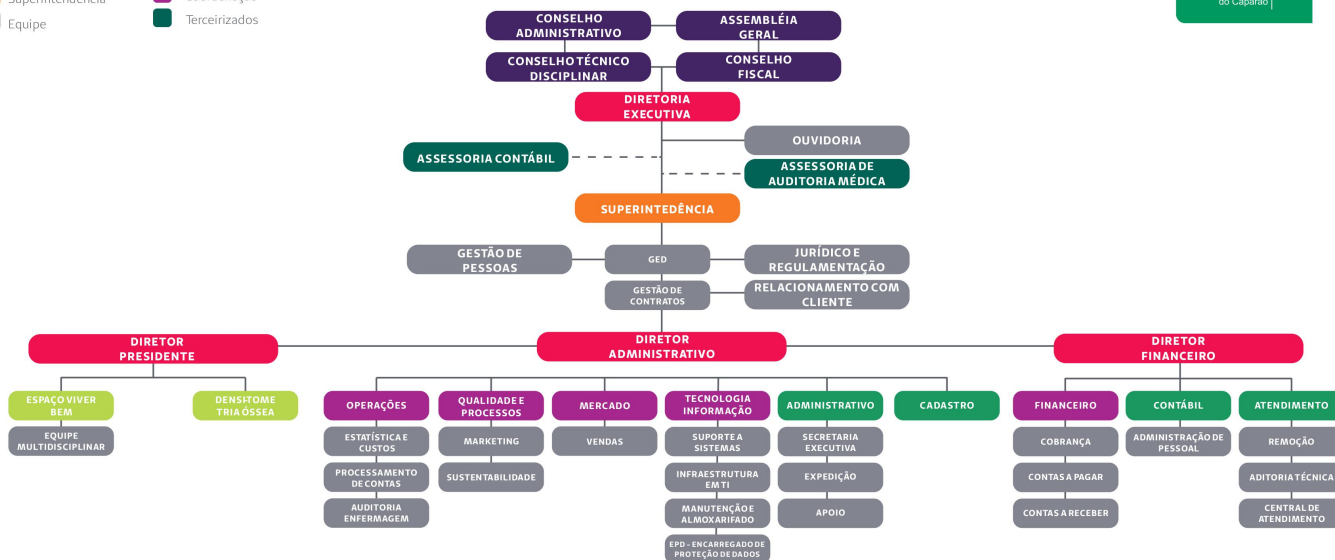 Superintendência
Equipe
Terceirizados
do Caparaó
CONSELHO
ADMINISTRATIVO
ASSEMBLÉIA
GERAL
CONSELHO TÉCNICO
DISCIPLINAR
CONSELHO
FISCAL
DIRETORIA
EXECUTIVA
OUVIDORIA
ASSESSORIA CONTÁBIL
ASSESSORIA DE
AUDITORIA MÉDICA
SUPERINTEDÊNCIA
GESTÃO DE
PESSOAS
GED
JURÍDICO E
REGULAMENTAÇÃO
GESTÃO DE
CONTRATOS
RELACIONAMENTO COM
CLIENTE
DIRETOR
PRESIDENTE
DIRETOR
ADMINISTRATIVO
DIRETOR
FINANCEIRO
ESPAÇO VIVER
BEM
EQUIPE
MULTIDISCIPLINAR
DENSITOME
TRIA ÓSSEA
OPERAÇÕES
ESTATÍSTICA E
CUSTOS
PROCESSAMENTO
DE CONTAS
AUDITORIA
ENFERMAGEM
QUALIDADE E
PROCESSOS
MARKETING
SUSTENTABILIDADE
MERCADO
VENDAS
TECNOLOGIA
INFORMAÇÃO
SUPORTE A
SISTEMAS
INFRAESTRUTURA
EM TI
MANUTENÇÃO E
ALMOXARIFADO
EPD - ENCARREGADO DE
PROTEÇÃO DE DADOS
ADMINISTRATIVO
SECRETARIA
EXECUTIVA
EXPEDIÇÃO
APOIO
CADASTRO
FINANCEIRO
COBRANÇA
CONTAS A PAGAR
CONTAS A RECEBER
CONTÁBIL
ADMINISTRAÇÃO DE
PESSOAL
ATENDIMENTO
REMOÇÃO
ADITORIA TÉCNICA
CENTRAL DE
ATENDIMENTO